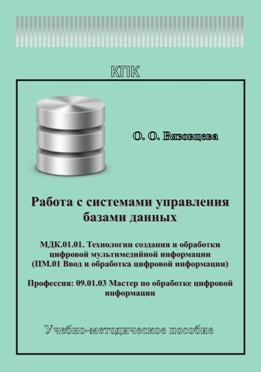 КПК
О. О. Вязовцева
Работа с системами управления
базами данных
МДК.01.01. Технологии создания и обработки
цифровой мультимедийной информации
(ПМ.01 Ввод и обработка цифровой информации)
Профессия: 09.01.03 Мастер по обработке цифровой
информации
Учебно-методическое пособие